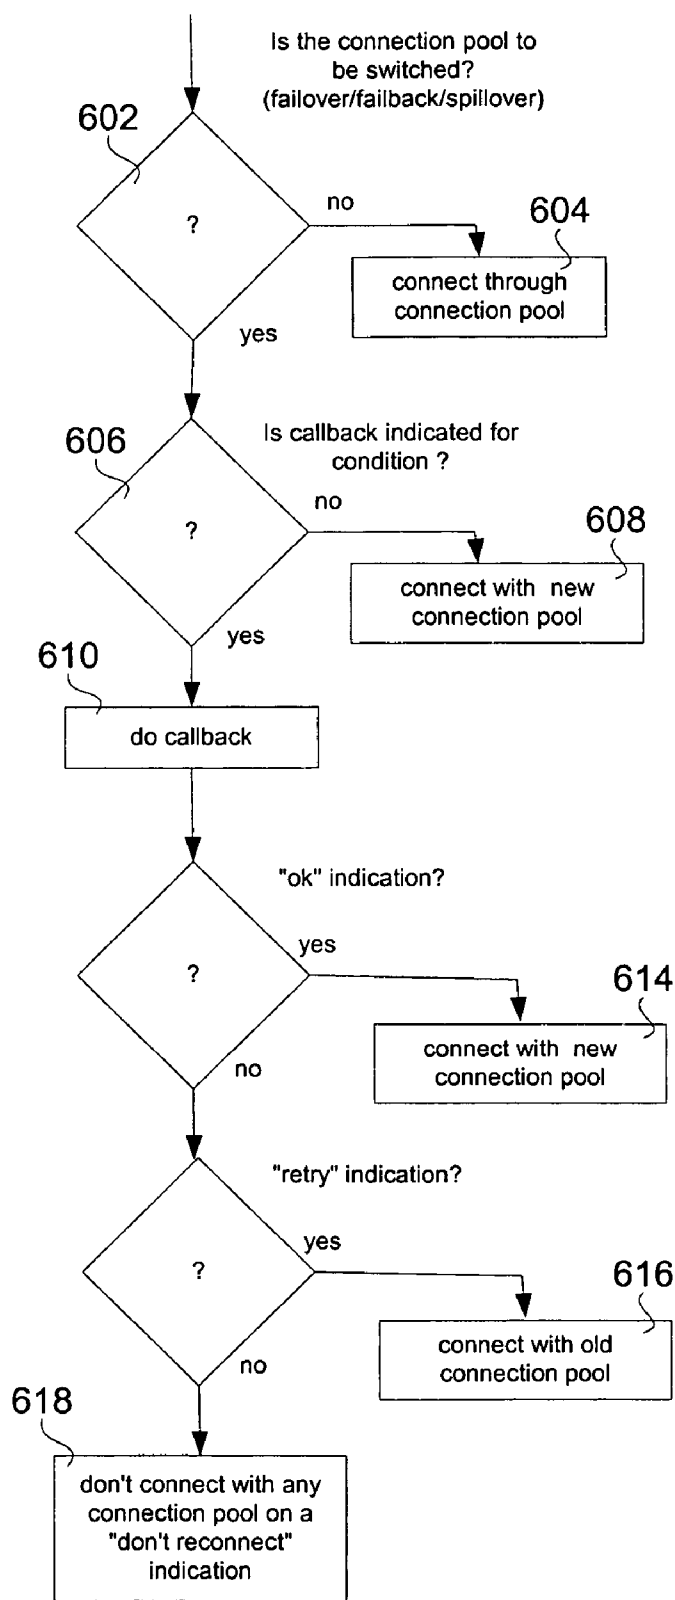 Is the connection pool to
be switched?
(failover/failback/spillover)
602
?
no
604
connect through
connection pool
yes
606
Is callback indicated for
condition ?
?
no
608
connect with new
connection pool
yes
610
do callback
"ok" indication?
?
yes
614
connect with new
connection pool
no
"retry" indication?
?
yes
616
connect with old
connection pool
no
618
don't connect with any
connection pool on a
"don't reconnect"
indication